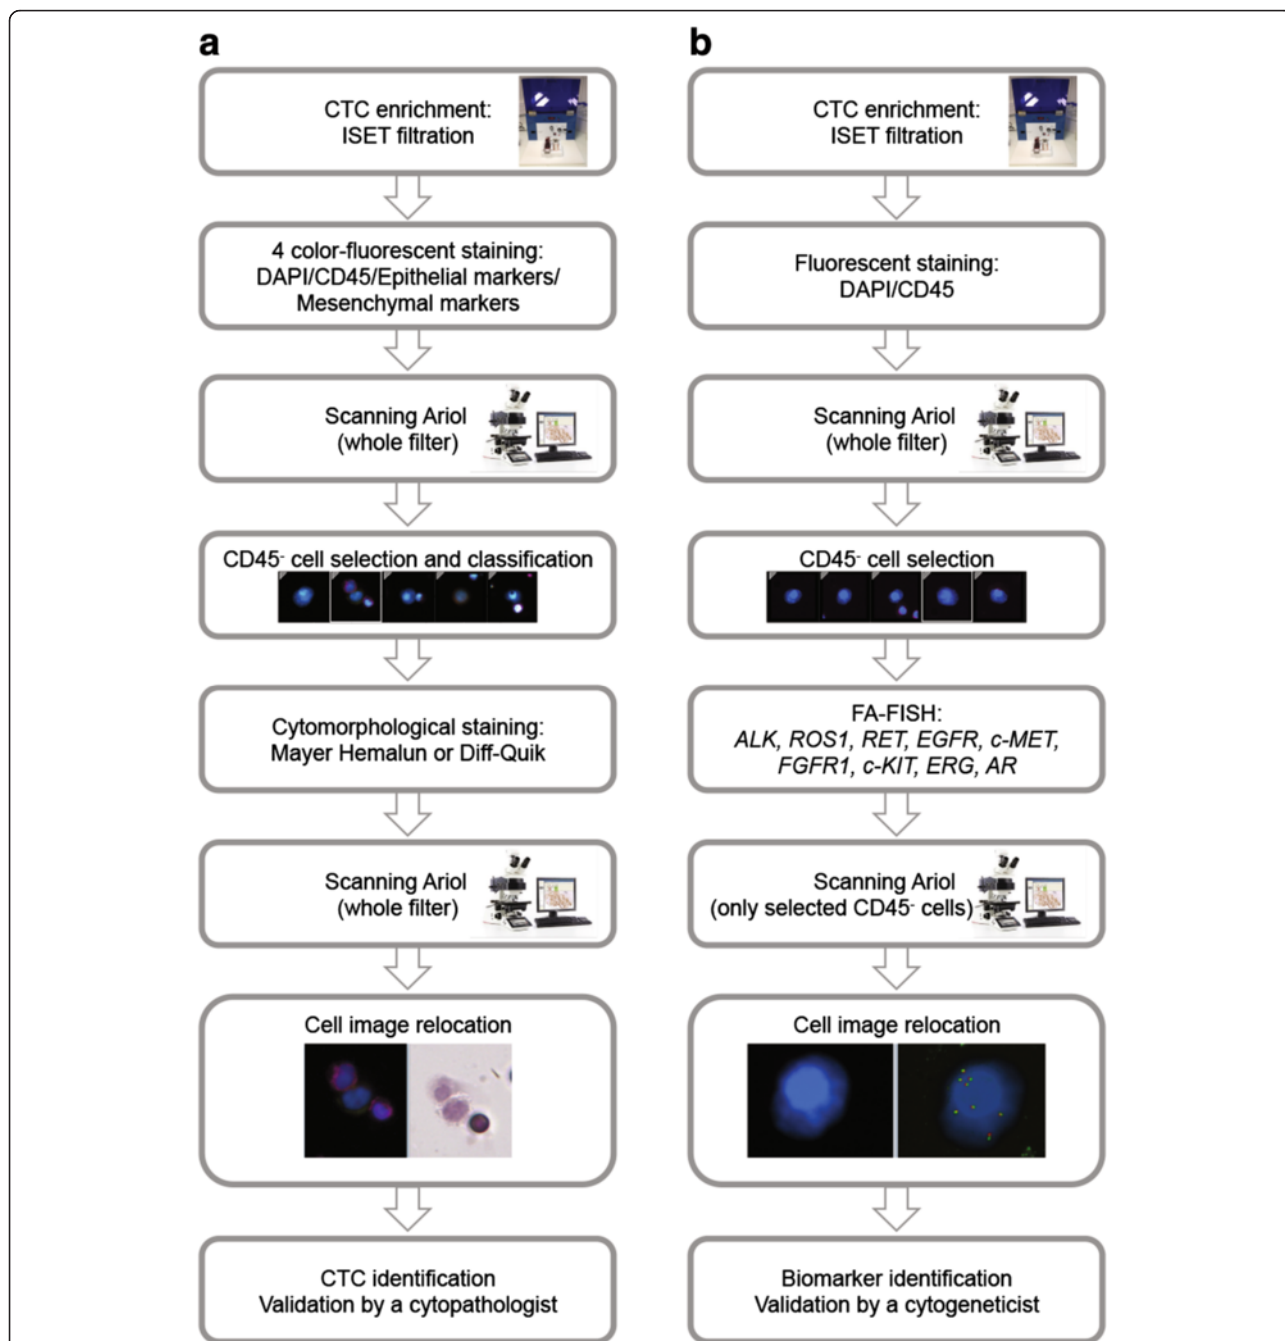 a
CTC enrichment:
ISET filtration
4 color-fluorescent staining:
DAPI/CD45/Epithelial markers/
Mesenchymal markers
Scanning Ariol
(whole filter)
CD45⁻ cell selection and classification
Cytomorphological staining:
Mayer Hemalun or Diff-Quik
Scanning Ariol
(whole filter)
Cell image relocation
CTC identification
Validation by a cytopathologist
b
CTC enrichment:
ISET filtration
Fluorescent staining:
DAPI/CD45
Scanning Ariol
(whole filter)
CD45⁻ cell selection
FA-FISH:
ALK, ROS1, RET, EGFR, c-MET,
FGFR1, c-KIT, ERG, AR
Scanning Ariol
(only selected CD45⁻ cells)
Cell image relocation
Biomarker identification
Validation by a cytogeneticist